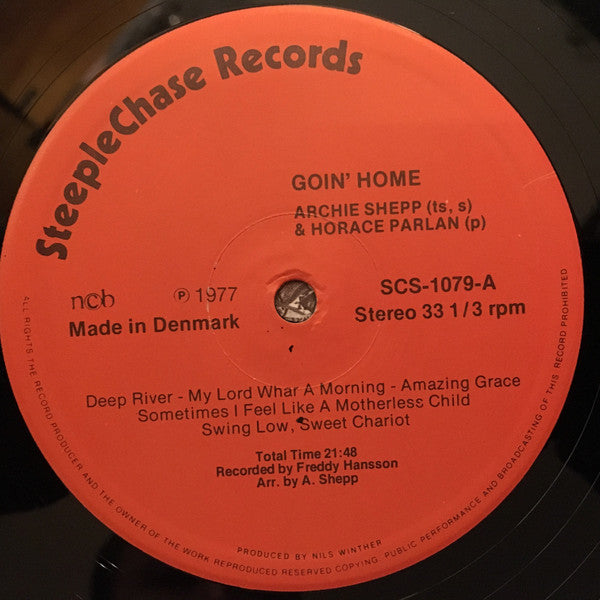 SteepleChase Records
GOIN' HOME
ARCHIE SHEPP (ts, s)
& HORACE PARLAN (p)
ncb
Ⓟ 1977
Made in Denmark
SCS-1079-A
Stereo 33 1/3 rpm
Deep River - My Lord Whar A Morning - Amazing Grace
Sometimes I Feel Like A Motherless Child
Swing Low, Sweet Chariot
Total Time 21:48
Recorded by Freddy Hansson
Arr. by A. Shepp
PRODUCED BY NILS WINTHER
ALL RIGHTS THE RECORD PRODUCER AND THE OWNER OF THE WORK REPRODUCED RESERVED COPYING. PUBLIC PERFORMANCE AND BROADCASTING OF THIS RECORD PROHIBITED